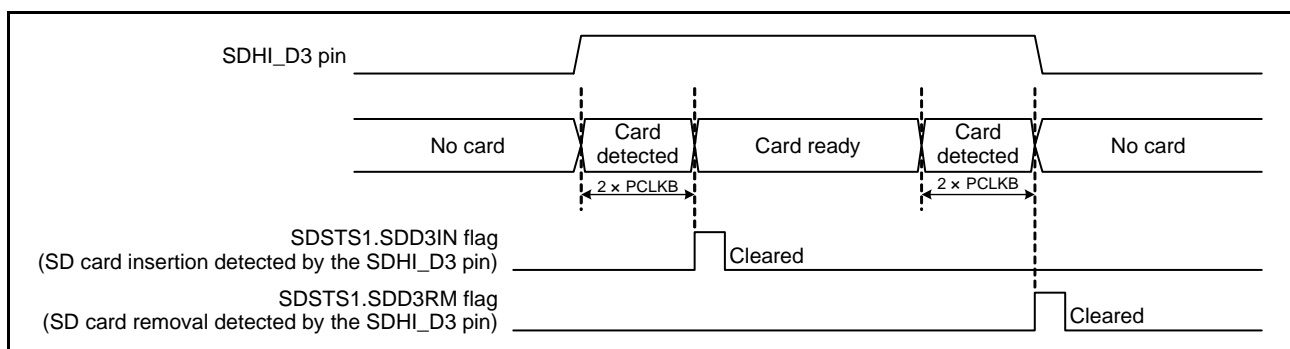 SDHI_D3 pin
No card
Card
detected
Card ready
Card
detected
No card
2 × PCLKB
2 × PCLKB
SDSTS1.SDD3IN flag
(SD card insertion detected by the SDHI_D3 pin)
Cleared
SDSTS1.SDD3RM flag
(SD card removal detected by the SDHI_D3 pin)
Cleared